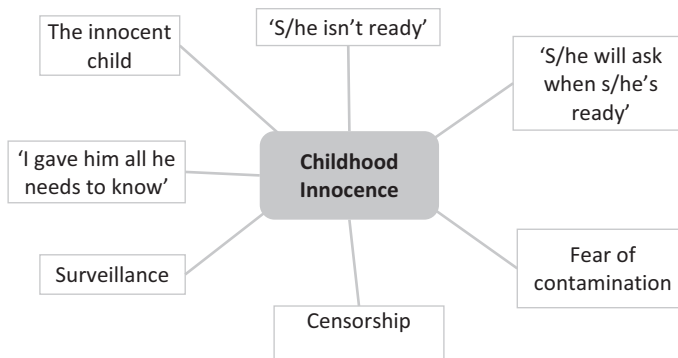 The innocent
child
‘S/he isn’t ready’
‘S/he will ask
when s/he’s
ready’
‘I gave him all he
needs to know’
Childhood
Innocence
Surveillance
Fear of
contamination
Censorship